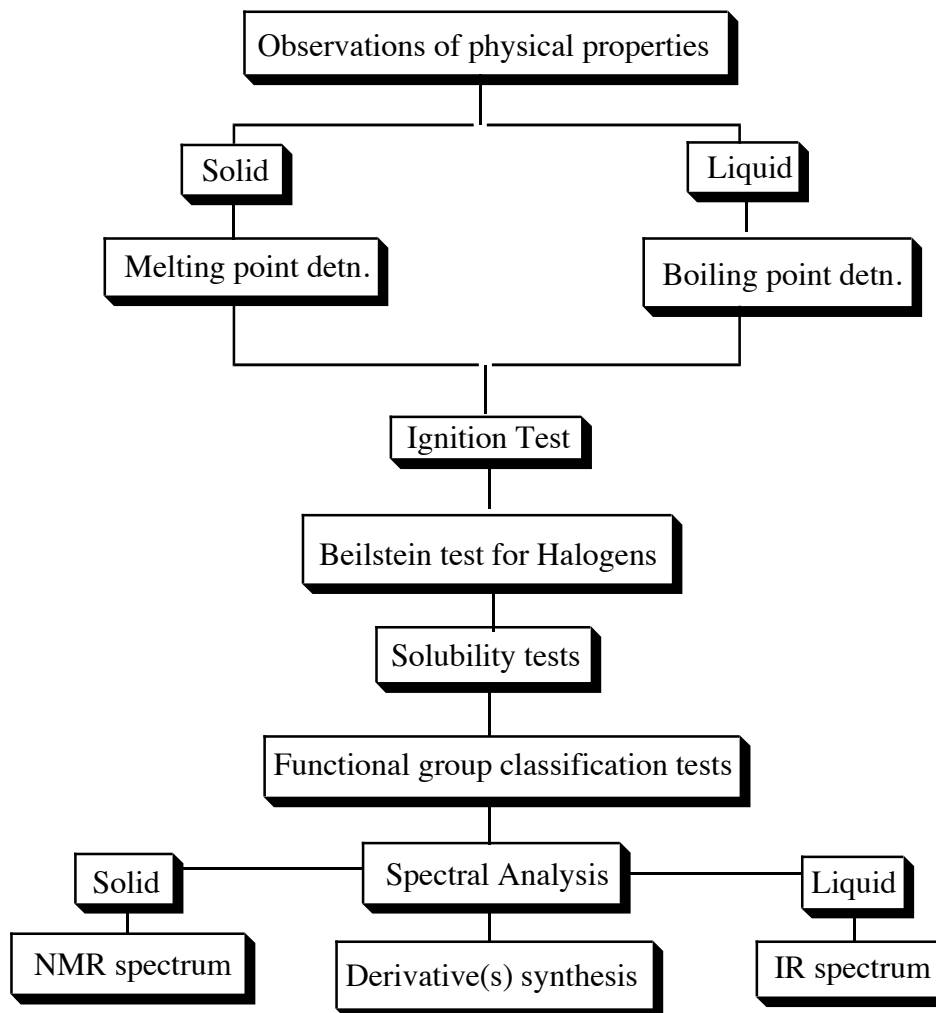 Observations of physical properties
Solid
Liquid
Melting point detn.
Boiling point detn.
Ignition Test
Beilstein test for Halogens
Solubility tests
Functional group classification tests
Solid
Spectral Analysis
Liquid
NMR spectrum
Derivative(s) synthesis
IR spectrum